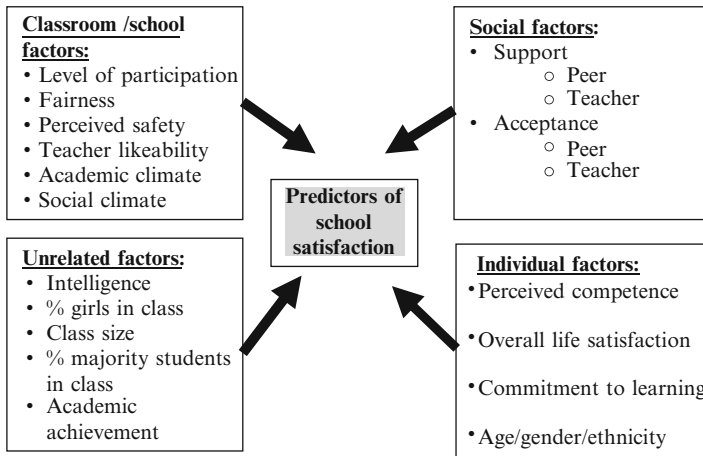 Classroom /school
factors:
• Level of participation
• Fairness
• Perceived safety
• Teacher likeability
• Academic climate
• Social climate
Social factors:
• Support
○ Peer
○ Teacher
• Acceptance
○ Peer
○ Teacher
Predictors of
school
satisfaction
Unrelated factors:
• Intelligence
• % girls in class
• Class size
• % majority students
in class
• Academic
achievement
Individual factors:
•Perceived competence
•Overall life satisfaction
•Commitment to learning
•Age/gender/ethnicity